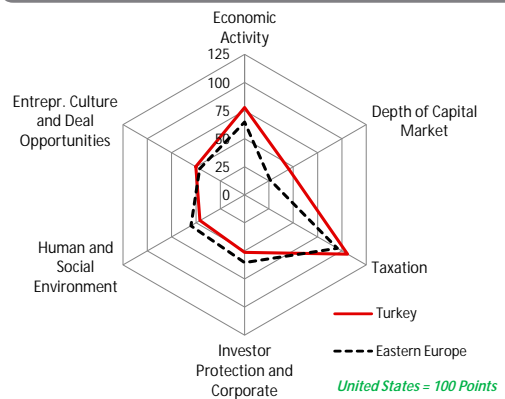 Economic
Activity
125
100
75
50
25
0
Entrepr. Culture
and Deal
Opportunities
Depth of Capital
Market
Human and
Social
Environment
Taxation
Investor
Protection and
Corporate
Turkey
Eastern Europe
United States = 100 Points